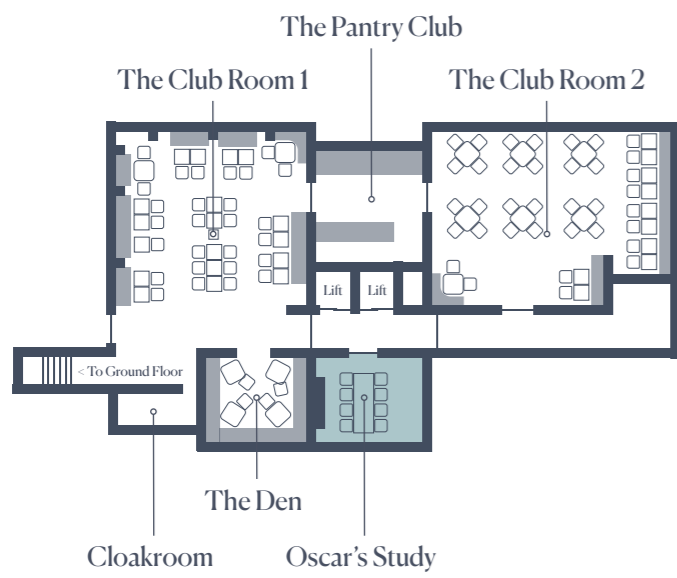 The Pantry Club
The Club Room 1
The Club Room 2
Lift
Lift
< To Ground Floor
The Den
Cloakroom
Oscar’s Study